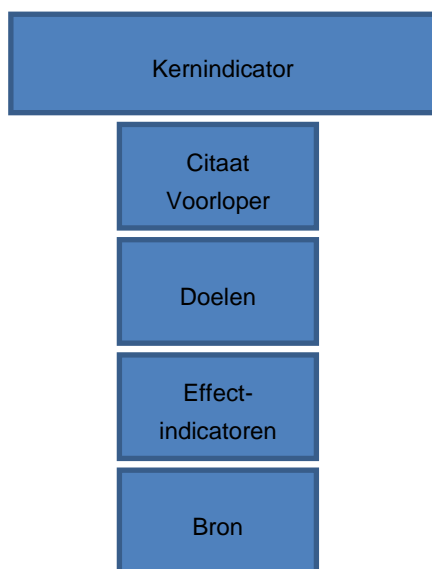 Kernindicator
Citaat
Voorloper
Doelen
Effect-
indicatoren
Bron